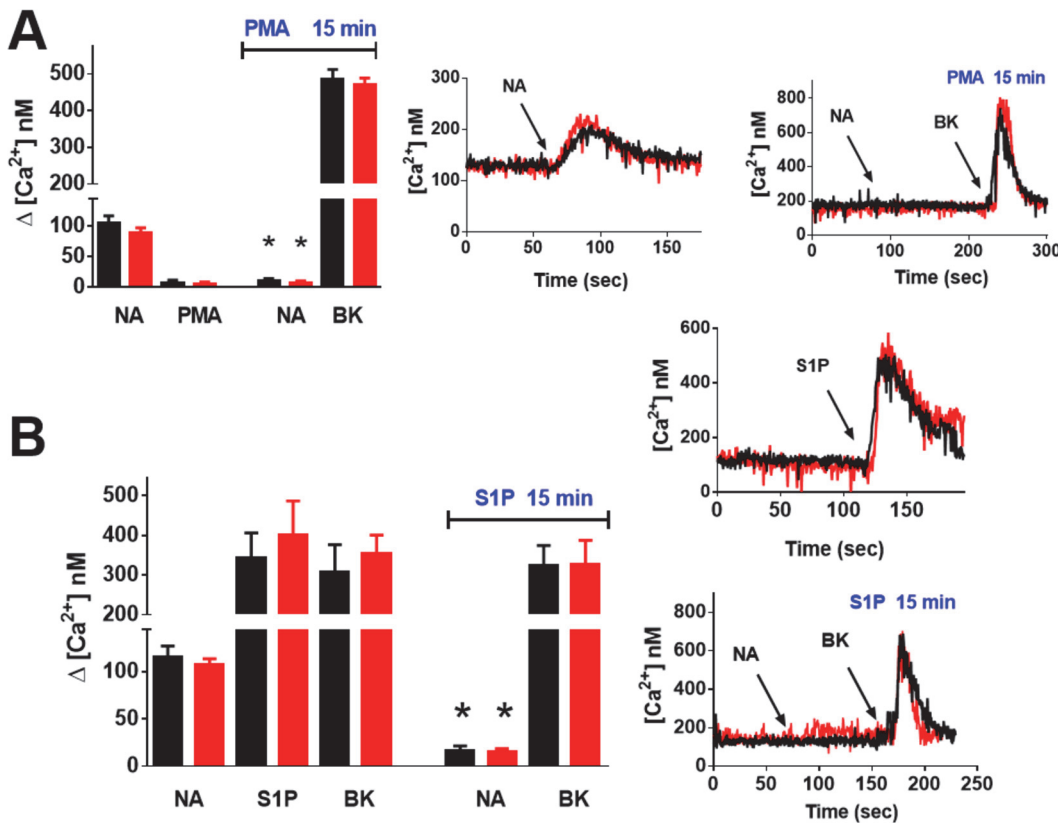 A
PMA 15 min
Δ [Ca²⁺] nM
500
400
300
200
100
50
0
* *
NA PMA NA BK
[Ca²⁺] nM
300
200
100
0
NA
0 50 100 150
Time (sec)
PMA 15 min
[Ca²⁺] nM
800
600
400
200
0
NA
BK
0 100 200 300
Time (sec)
[Ca²⁺] nM
600
400
200
0
S1P
0 50 100 150
Time (sec)
B
S1P 15 min
Δ [Ca²⁺] nM
500
400
300
200
100
50
0
* *
NA S1P BK NA BK
S1P 15 min
[Ca²⁺] nM
800
600
400
200
0
NA
BK
0 50 100 150 200 250
Time (sec)